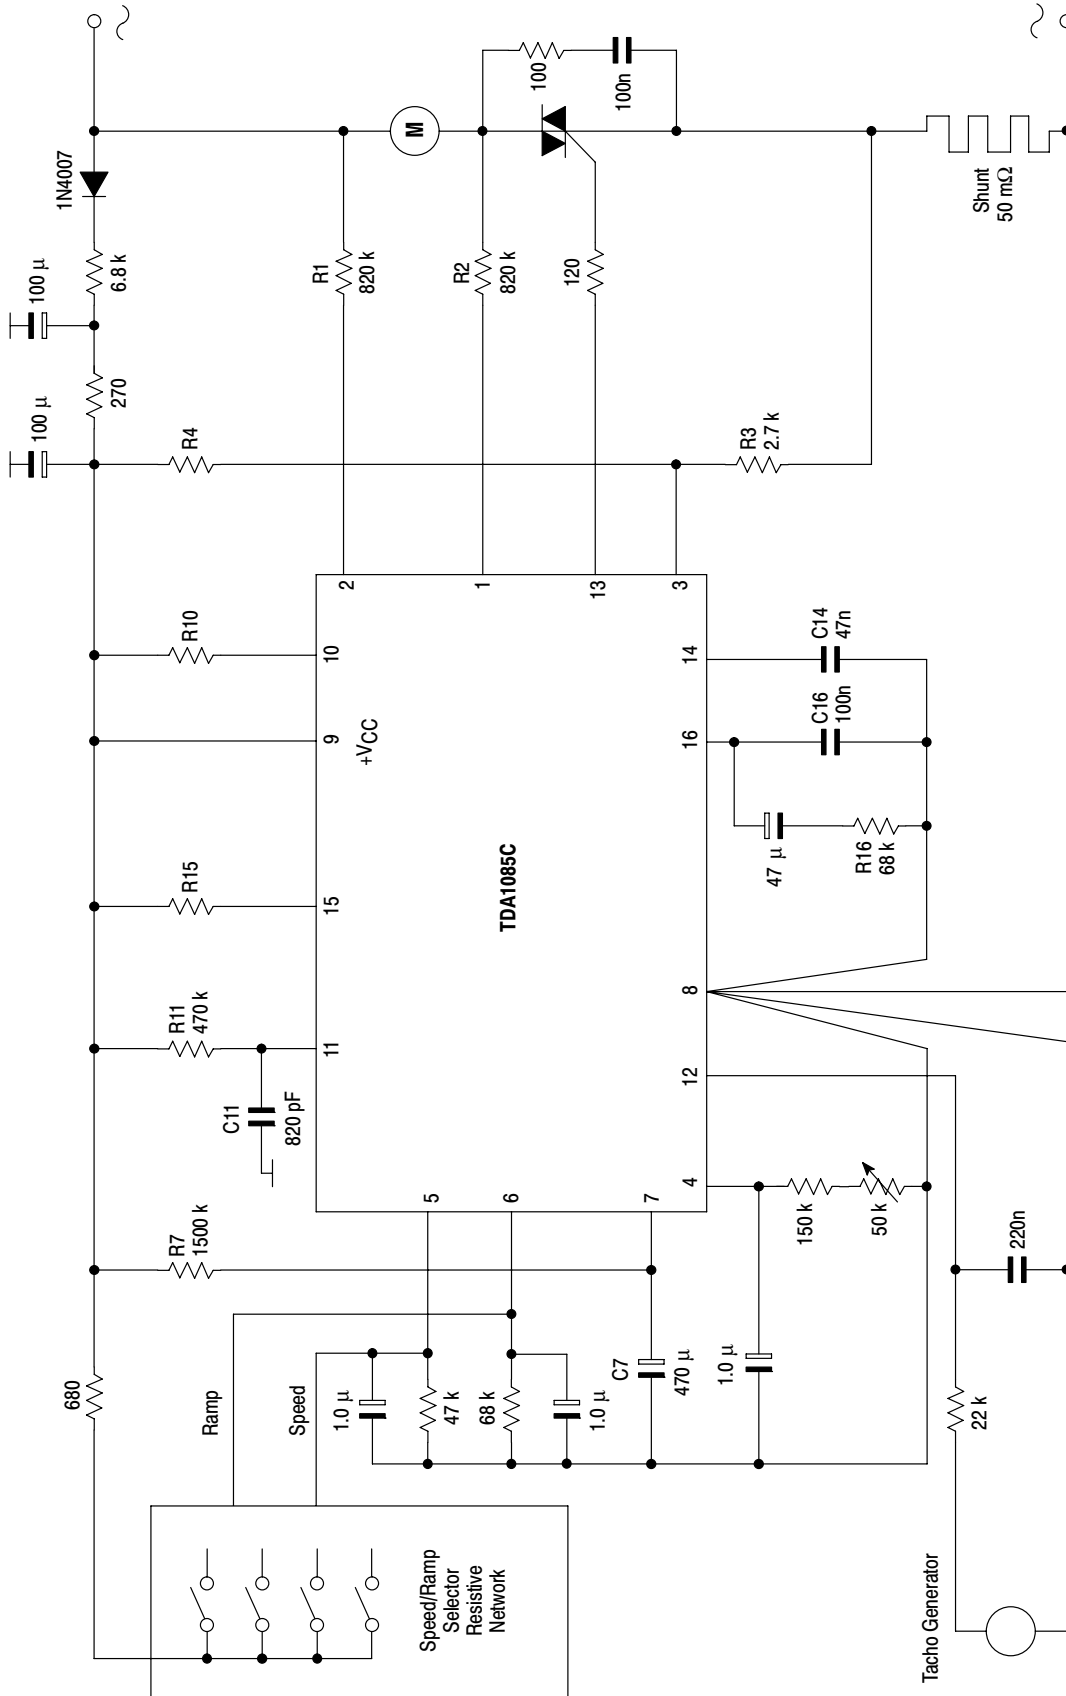 1N4007
6.8 k
100 µ
270
100 µ
R4
R10
R15
R11
470 k
C11
820 pF
R7
1500 k
680
M
100
100n
R1
820 k
R2
820 k
120
R3
2.7 k
Shunt
50 mΩ
2
1
13
3
10
9
+VCC
15
11
TDA1085C
14
16
8
12
4
5
6
7
C14
47n
C16
100n
47 µ
R16
68 k
150 k
50 k
220n
22 k
Ramp
Speed
1.0 µ
47 k
68 k
1.0 µ
C7
470 µ
1.0 µ
Speed/Ramp
Selector
Resistive
Network
Tacho Generator